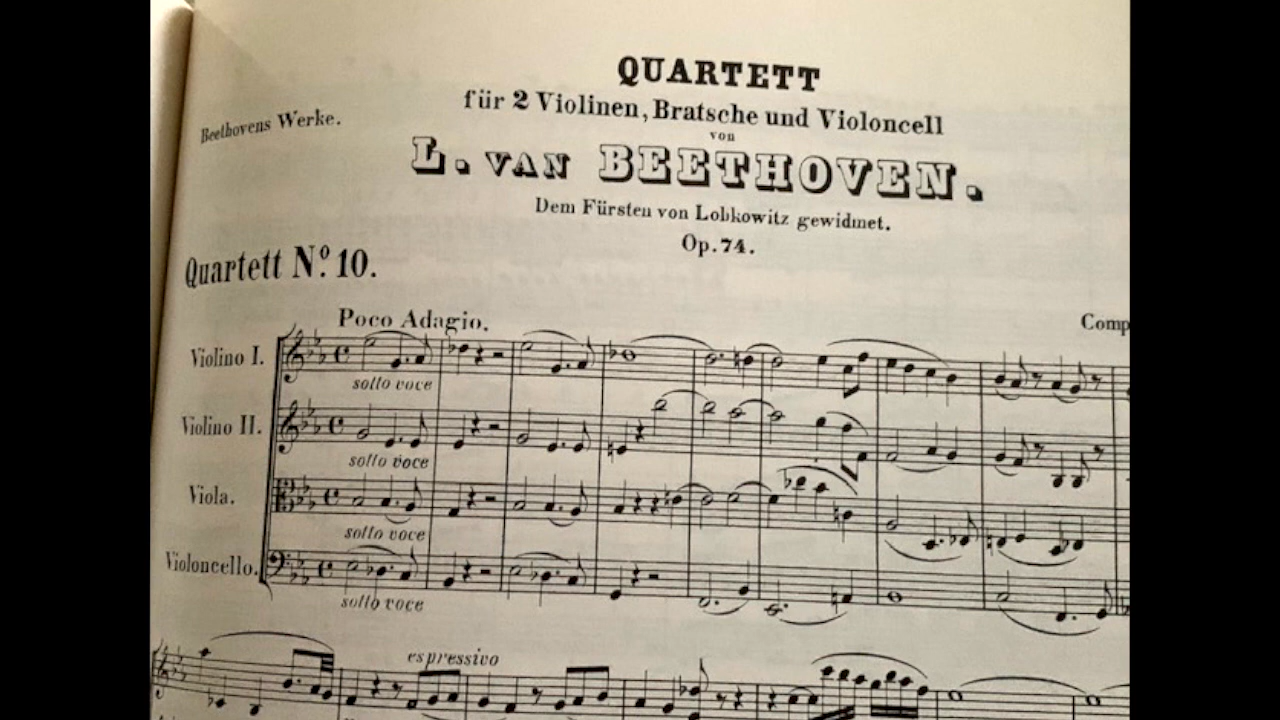 QUARTETT
für 2 Violinen, Bratsche und Violoncell
Beethovens Werke.
von
L. VAN BEETHOVEN.
Dem Fürsten von Lobkowitz gewidmet.
Op. 74.
Quartett Nº 10.
Poco Adagio.
Comp
Violino I.
sotto voce
Violino II.
sotto voce
Viola.
sotto voce
Violoncello.
sotto voce
espressivo